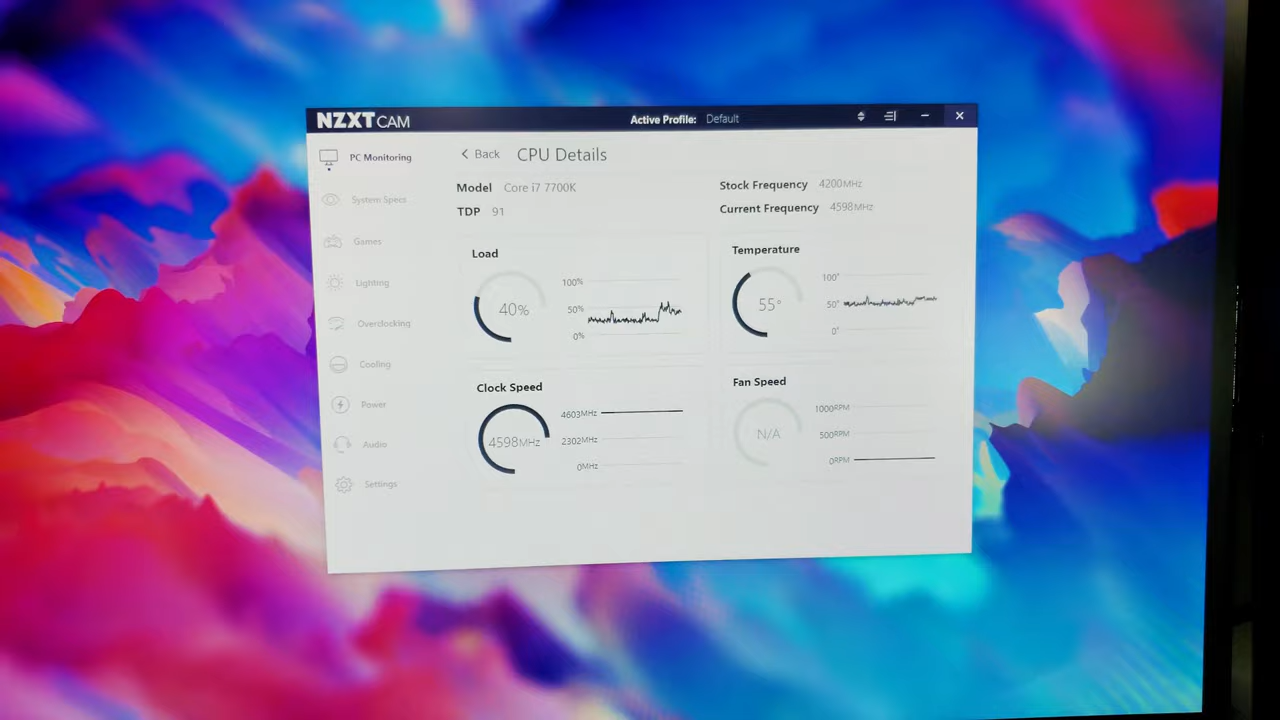 NZXT CAM
Active Profile: Default
PC Monitoring
System Specs
Games
Lighting
Overclocking
Cooling
Power
Audio
Settings
Back CPU Details
Model Core i7 7700K
TDP 91
Stock Frequency 4200MHz
Current Frequency 4598MHz
Load
40%
100%
50%
0%
Temperature
55°
100°
50°
0°
Clock Speed
4598MHz
4603MHz
2302MHz
0MHz
Fan Speed
N/A
1000RPM
500RPM
0RPM